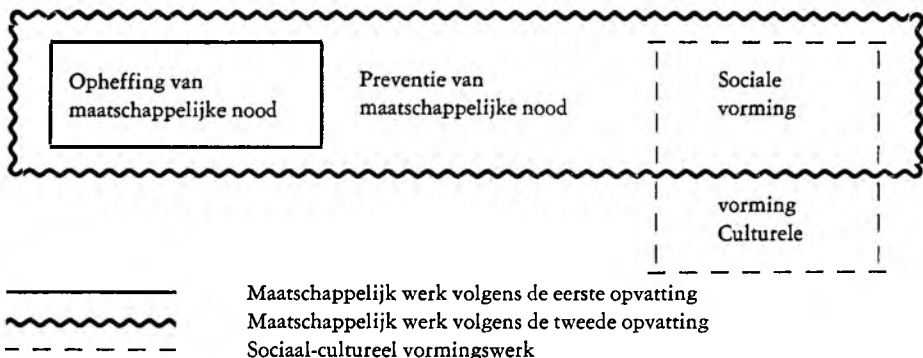 Opheffing van
maatschappelijke nood
Preventie van
maatschappelijke nood
Sociale
vorming
vorming
Culturele
Maatschappelijk werk volgens de eerste opvatting
Maatschappelijk werk volgens de tweede opvatting
Sociaal-cultureel vormingswerk